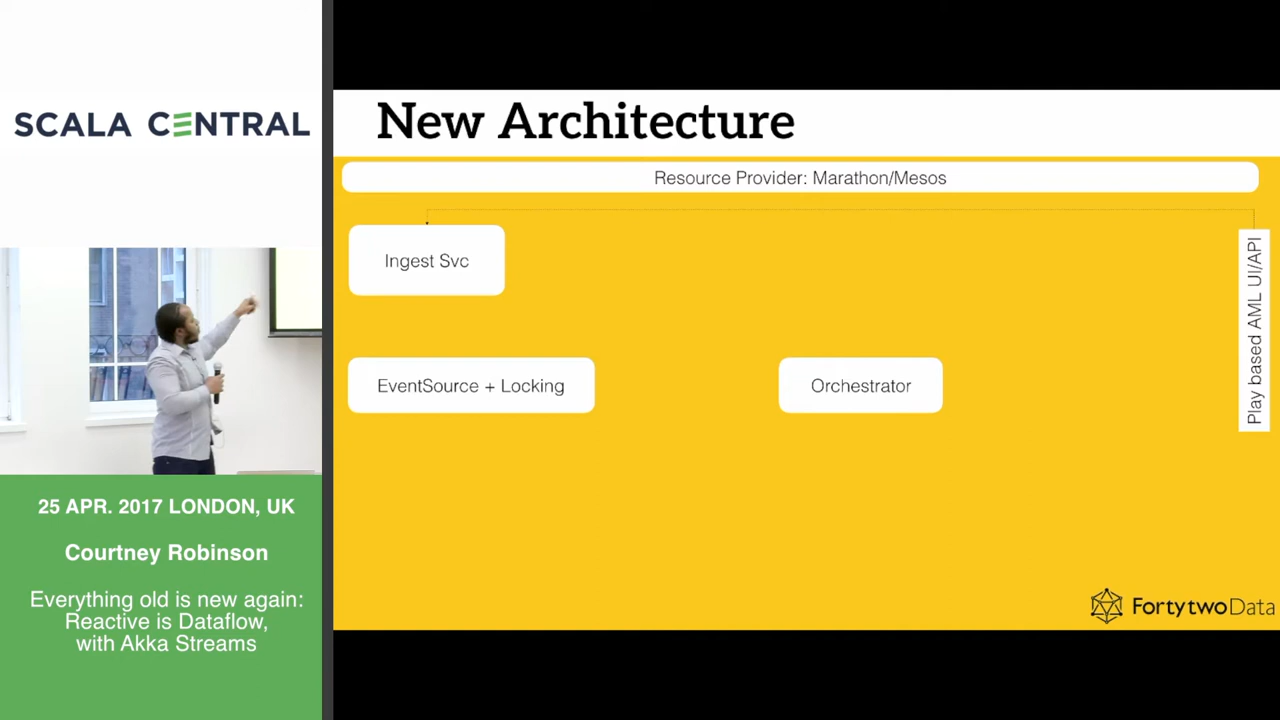 SCALA CENTRAL
25 APR. 2017 LONDON, UK
Courtney Robinson
Everything old is new again:
Reactive is Dataflow,
with Akka Streams
New Architecture
Resource Provider: Marathon/Mesos
Ingest Svc
EventSource + Locking
Orchestrator
Play based AML UI/API
FortytwoData